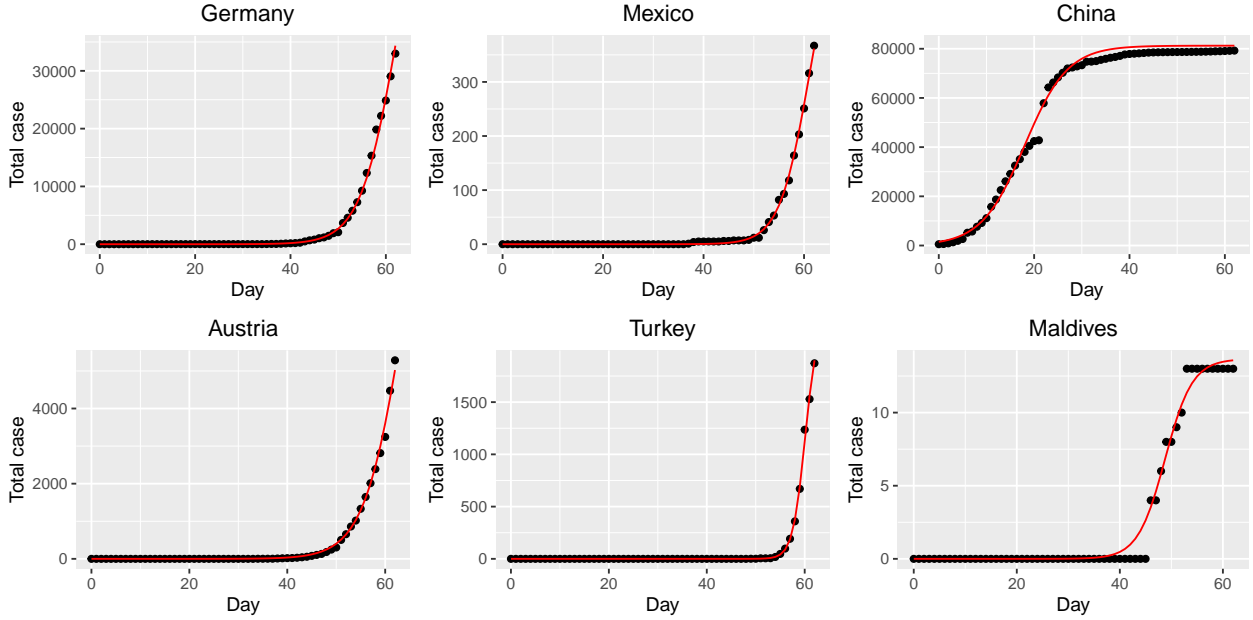 Germany
Total case
30000
20000
10000
0
0 20 40 60
Day
Mexico
Total case
300
200
100
0
0 20 40 60
Day
China
Total case
80000
60000
40000
20000
0
0 20 40 60
Day
Austria
Total case
4000
2000
0
0 20 40 60
Day
Turkey
Total case
1500
1000
500
0
0 20 40 60
Day
Maldives
Total case
10
5
0
0 20 40 60
Day